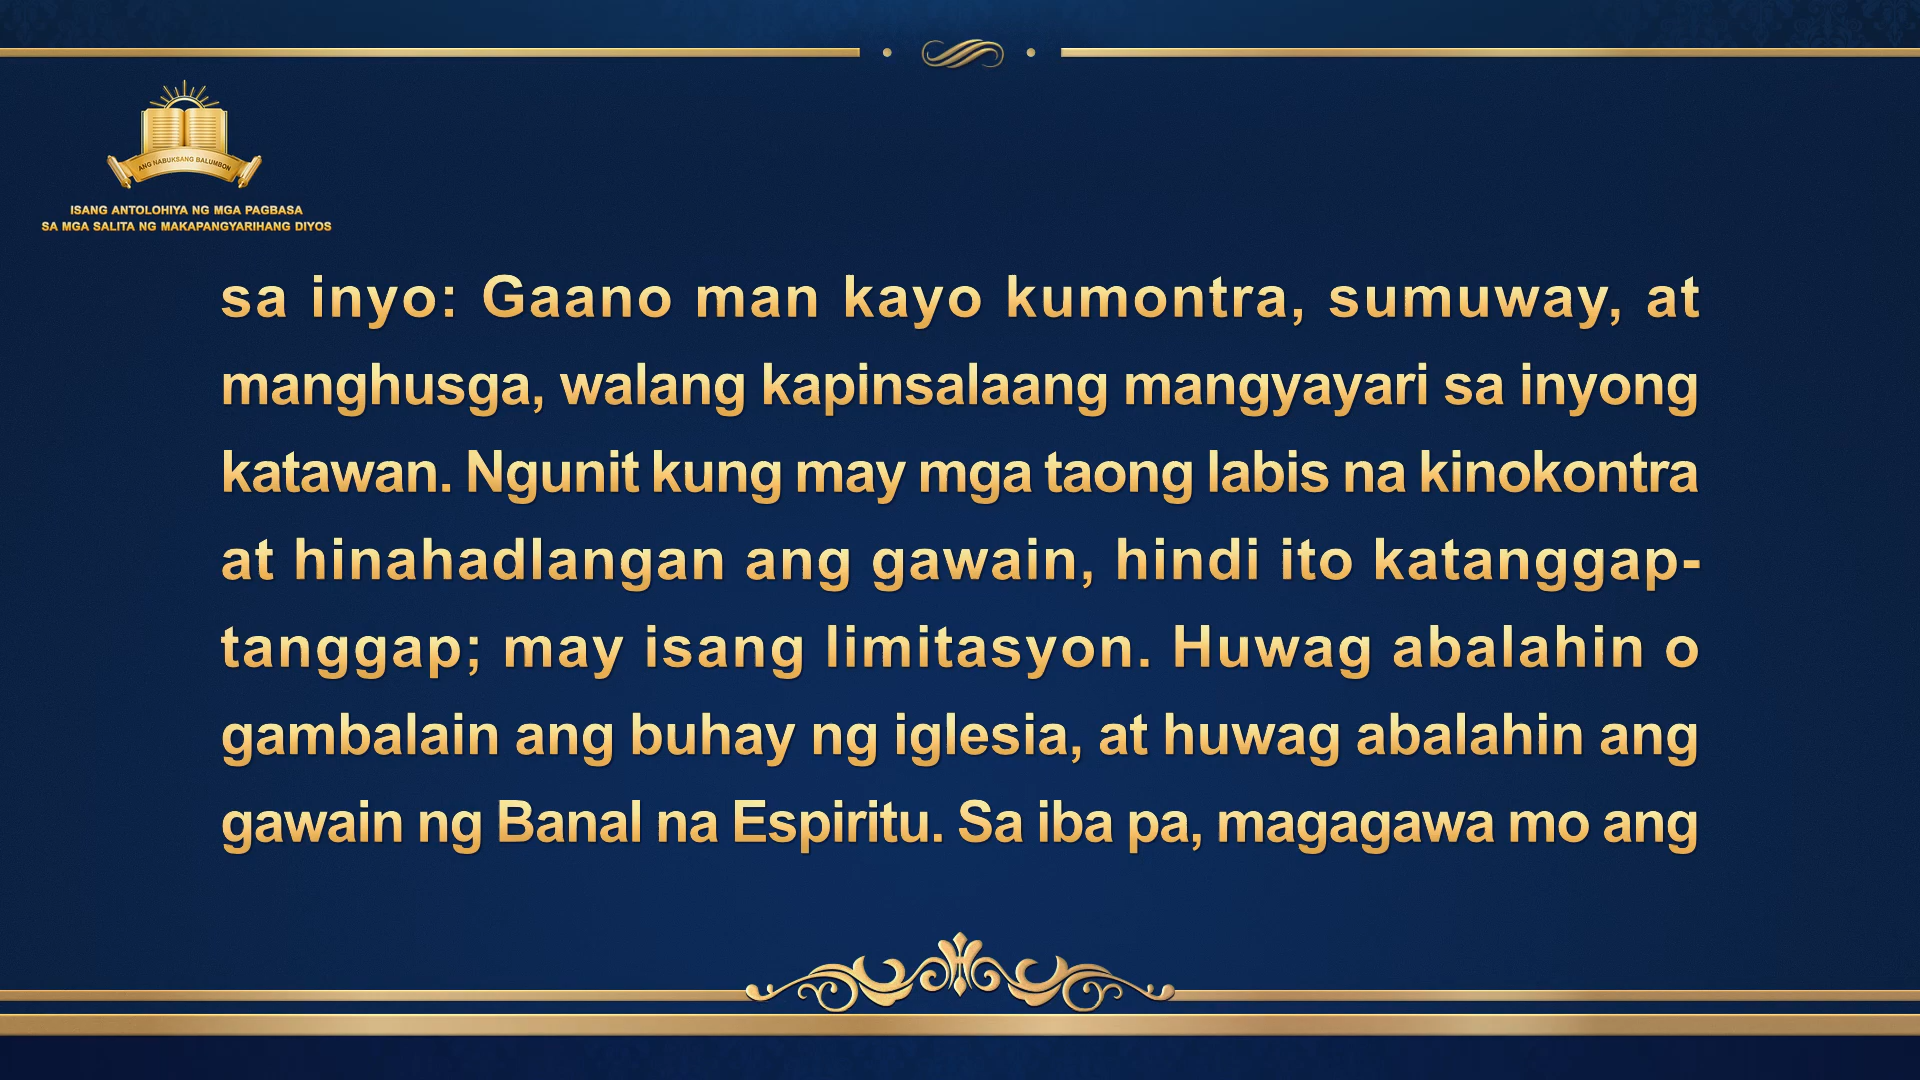 ANG NABUKSANG BALUMBON
ISANG ANTOLOHIYA NG MGA PAGBASA
SA MGA SALITA NG MAKAPANGYARIHANG DIYOS
sa inyo: Gaano man kayo kumontra, sumuway, at
manghusga, walang kapinsalaang mangyayari sa inyong
katawan. Ngunit kung may mga taong labis na kinokontra
at hinahadlangan ang gawain, hindi ito katanggap-
tanggap; may isang limitasyon. Huwag abalahin o
gambalain ang buhay ng iglesia, at huwag abalahin ang
gawain ng Banal na Espiritu. Sa iba pa, magagawa mo ang